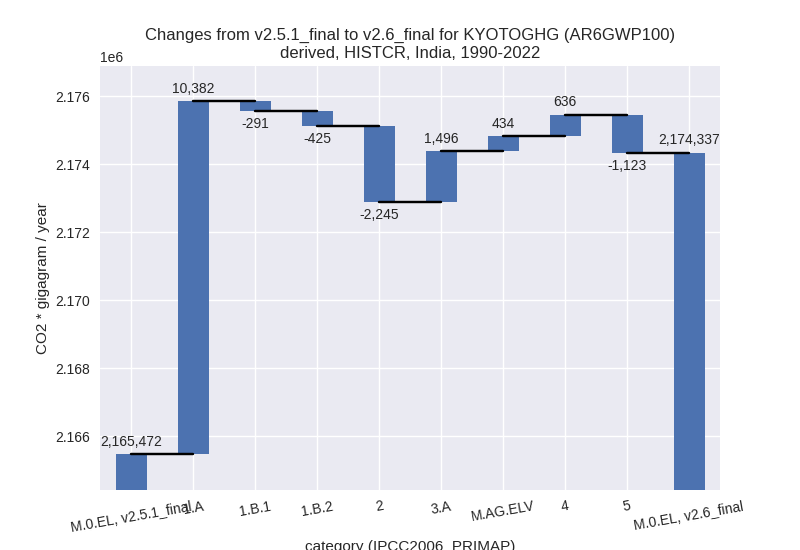 Changes from v2.5.1_final to v2.6_final for KYOTOGHG (AR6GWP100)
derived, HISTCR, India, 1990-2022
1e6
2.176
2.174
2.172
2.170
2.168
2.166
CO2 * gigagram / year
2,165,472
10,382
-291
-425
-2,245
1,496
434
636
-1,123
2,174,337
M.0.EL, v2.5.1_final
1.A
1.B.1
1.B.2
2
3.A
M.AG.ELV
4
5
M.0.EL, v2.6_final
category (IPCC2006_PRIMAP)